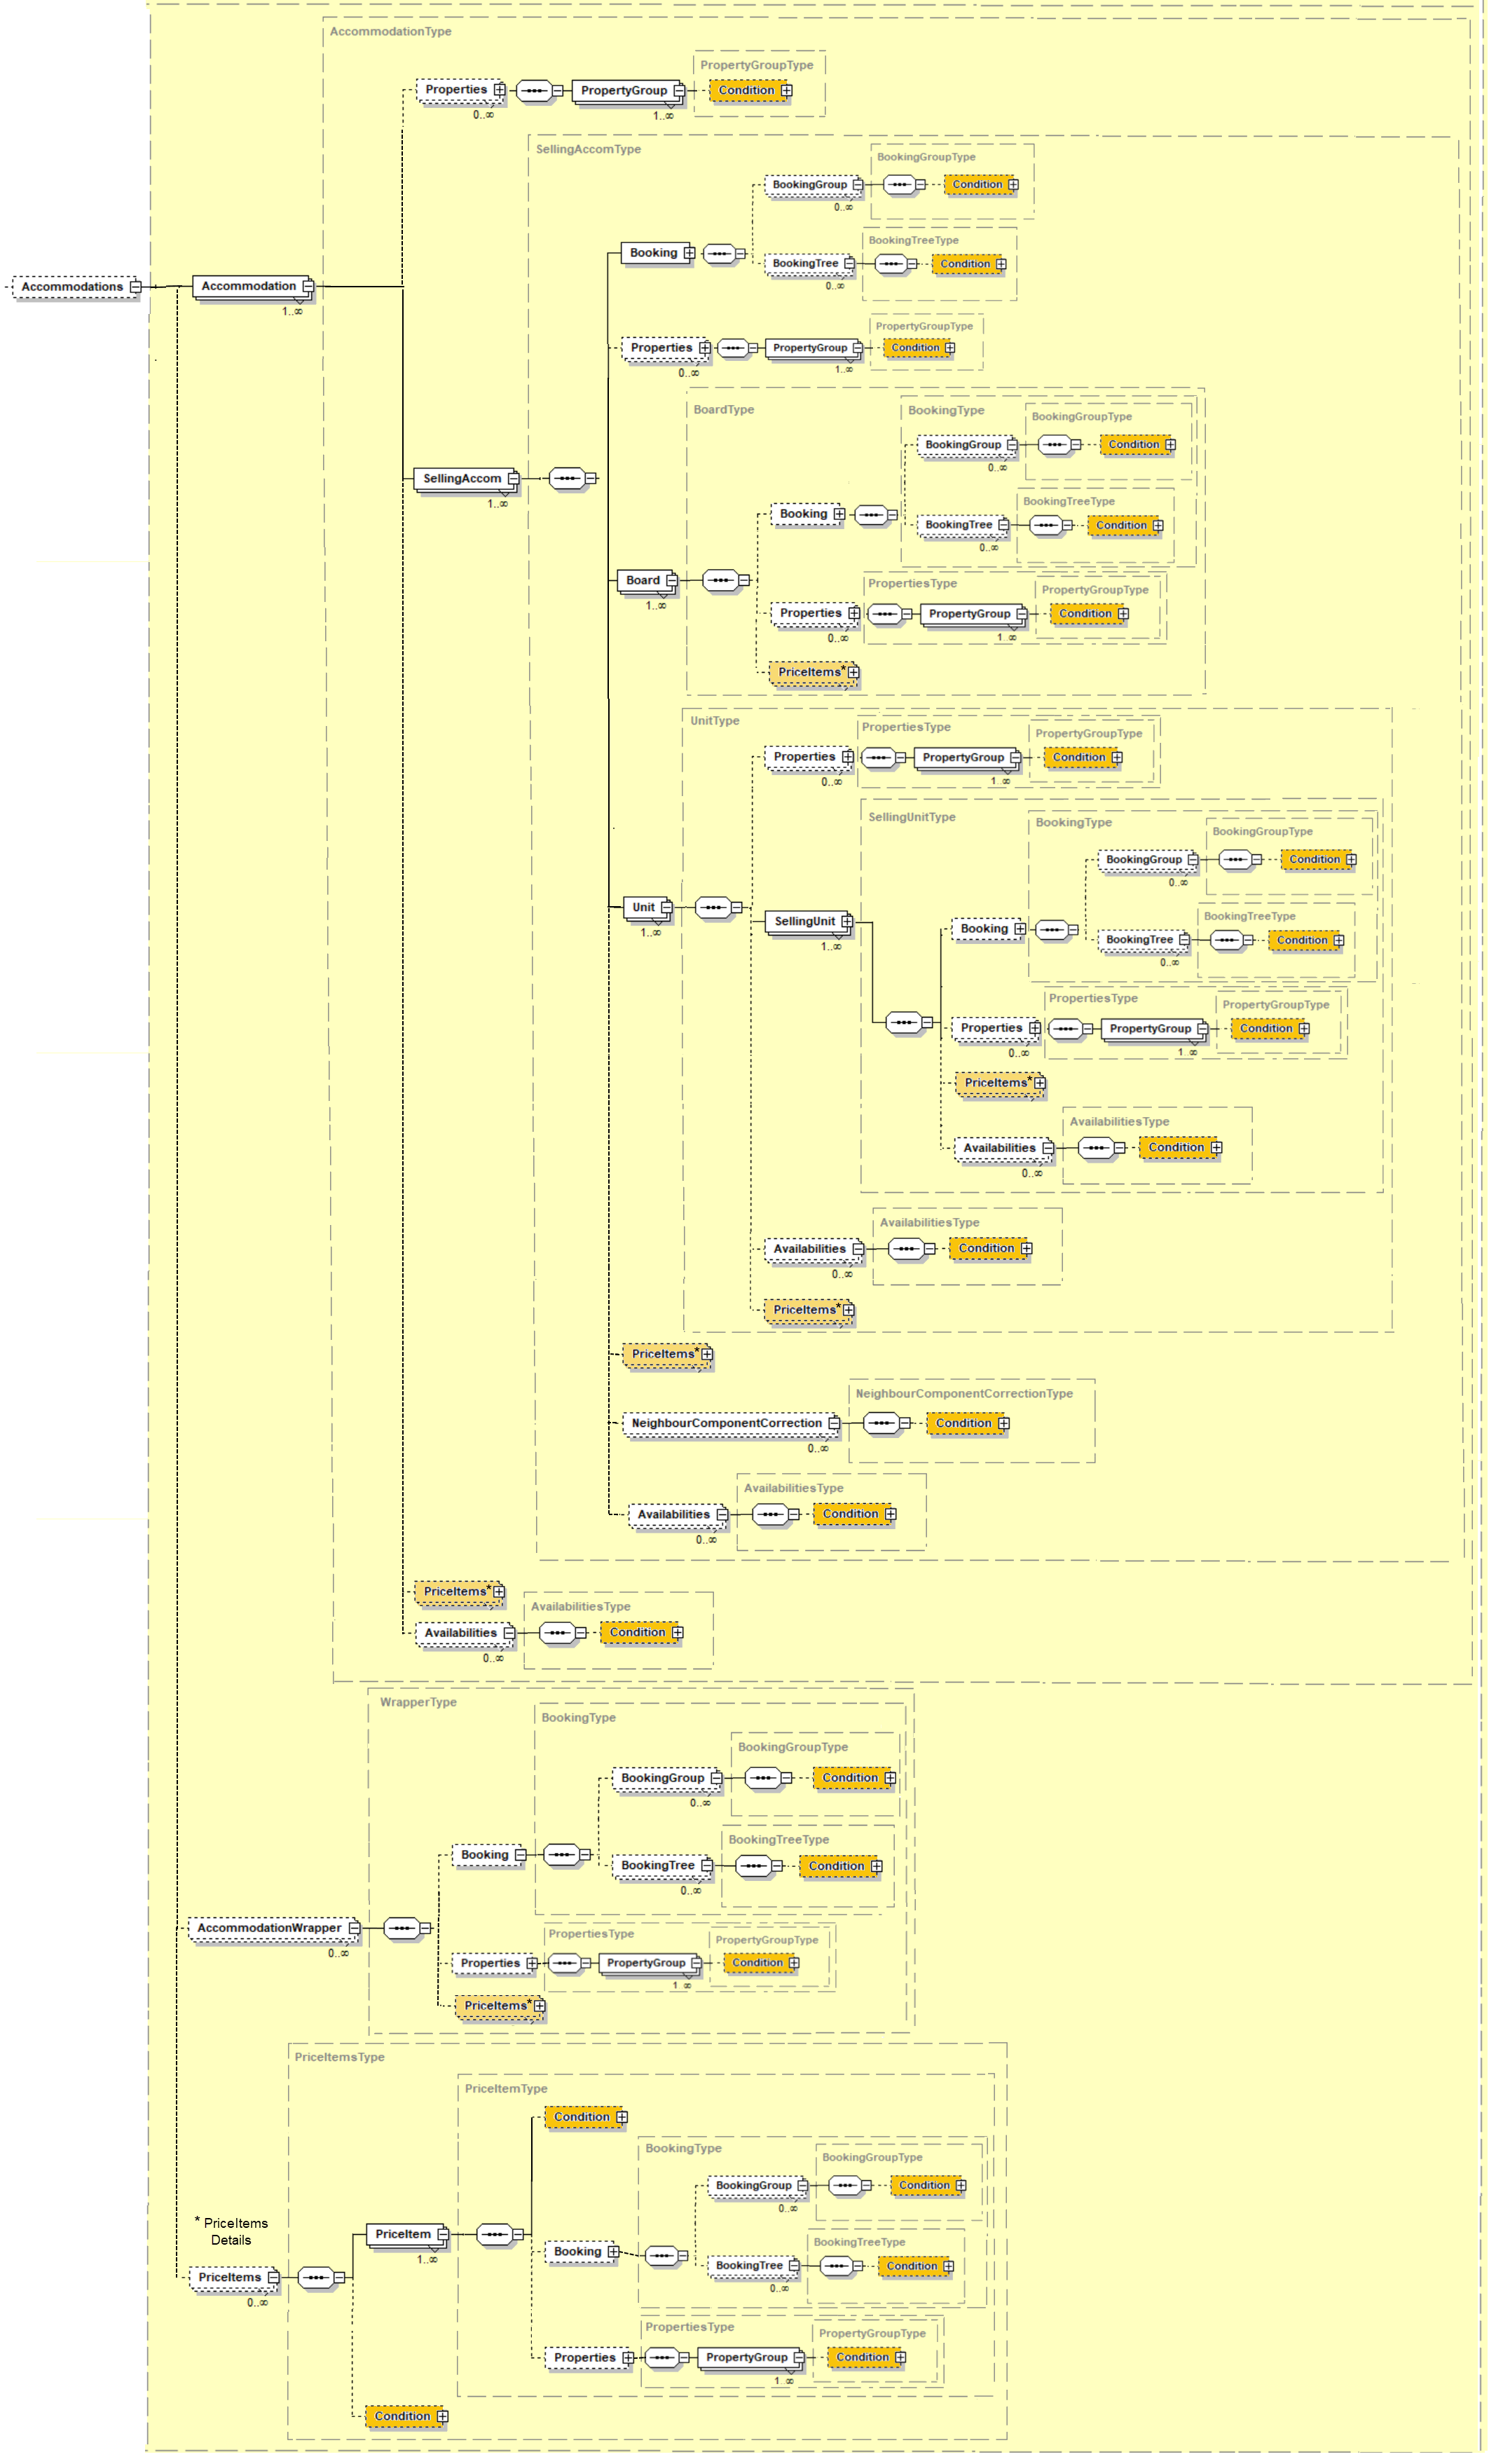 AccommodationType
PropertyGroupType
Properties
PropertyGroup
Condition
0..∞
1..∞
SellingAccomType
BookingGroupType
BookingGroup
Condition
0..∞
BookingTreeType
Booking
BookingTree
Condition
0..∞
Accommodations
Accommodation
1..∞
PropertyGroupType
Properties
PropertyGroup
Condition
0..∞
1..∞
BoardType
BookingType
BookingGroupType
BookingGroup
Condition
0..∞
SellingAccom
1..∞
BookingTreeType
Booking
BookingTree
Condition
0..∞
Board
1..∞
PropertiesType
PropertyGroupType
Properties
PropertyGroup
Condition
0..∞
1..∞
PriceItems*
UnitType
PropertiesType
PropertyGroupType
Properties
PropertyGroup
Condition
0..∞
1..∞
SellingUnitType
BookingType
BookingGroupType
BookingGroup
Condition
0..∞
Unit
1..∞
SellingUnit
1..∞
BookingTreeType
Booking
BookingTree
Condition
0..∞
PropertiesType
PropertyGroupType
Properties
PropertyGroup
Condition
0..∞
1..∞
PriceItems*
AvailabilitiesType
Availabilities
Condition
0..∞
AvailabilitiesType
Availabilities
Condition
0..∞
PriceItems*
PriceItems*
NeighbourComponentCorrectionType
NeighbourComponentCorrection
Condition
0..∞
AvailabilitiesType
Availabilities
Condition
0..∞
PriceItems*
AvailabilitiesType
Availabilities
Condition
0..∞
WrapperType
BookingType
BookingGroupType
BookingGroup
Condition
0..∞
BookingTreeType
Booking
BookingTree
Condition
0..∞
AccommodationWrapper
0..∞
PropertiesType
PropertyGroupType
Properties
PropertyGroup
Condition
1..∞
PriceItems*
PriceItemsType
PriceItemType
Condition
BookingType
BookingGroupType
BookingGroup
Condition
0..∞
* PriceItems
Details
PriceItem
1..∞
BookingTreeType
Booking
BookingTree
Condition
0..∞
PriceItems
0..∞
PropertiesType
PropertyGroupType
Properties
PropertyGroup
Condition
1..∞
Condition